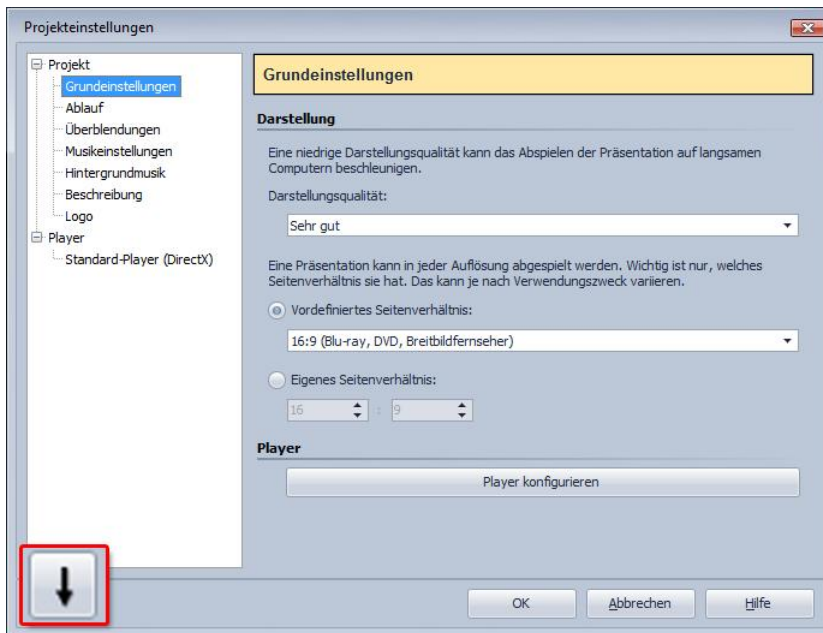 Projekteinstellungen
Projekt
Grundeinstellungen
Ablauf
Überblendungen
Musikeinstellungen
Hintergrundmusik
Beschreibung
Logo
Player
Standard-Player (DirectX)
Grundeinstellungen
Darstellung
Eine niedrige Darstellungsqualität kann das Abspielen der Präsentation auf langsamen
Computern beschleunigen.
Darstellungsqualität:
Sehr gut
Eine Präsentation kann in jeder Auflösung abgespielt werden. Wichtig ist nur, welches
Seitenverhältnis sie hat. Das kann je nach Verwendungszweck variieren.
Vordefiniertes Seitenverhältnis:
16:9 (Blu-ray, DVD, Breitbildfernseher)
Eigenes Seitenverhältnis:
16 : 9
Player
Player konfigurieren
OK Abbrechen Hilfe